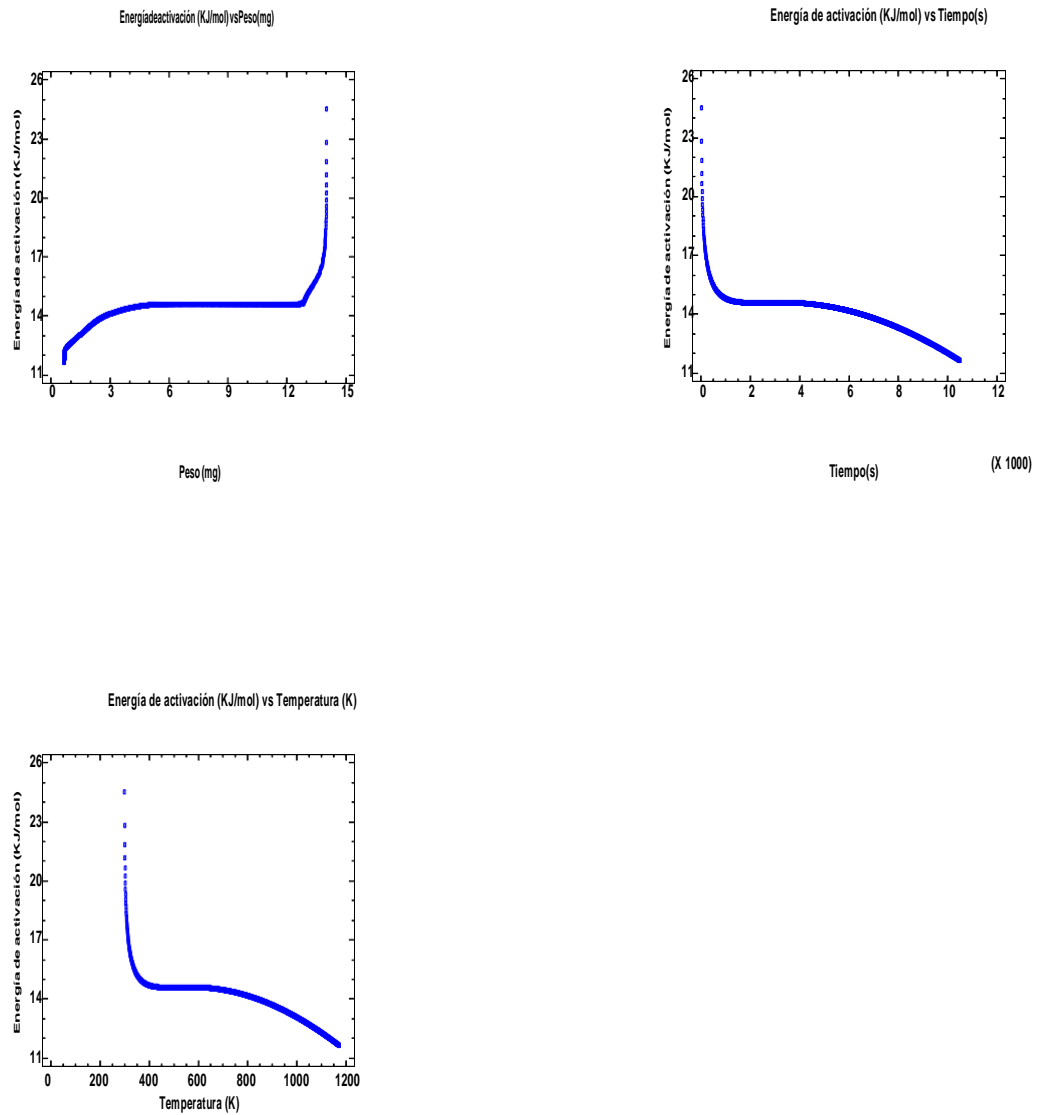 Energíadeactivación (KJ/mol)vsPeso(mg)
Energía de activación (KJ/mol)
26
23
20
17
14
11
0 3 6 9 12 15
Peso (mg)
Energía de activación (KJ/mol) vs Tiempo(s)
Energía de activación (KJ/mol)
26
23
20
17
14
11
0 2 4 6 8 10 12
(X 1000)
Tiempo(s)
Energía de activación (KJ/mol) vs Temperatura (K)
Energía de activación (KJ/mol)
26
23
20
17
14
11
0 200 400 600 800 1000 1200
Temperatura (K)